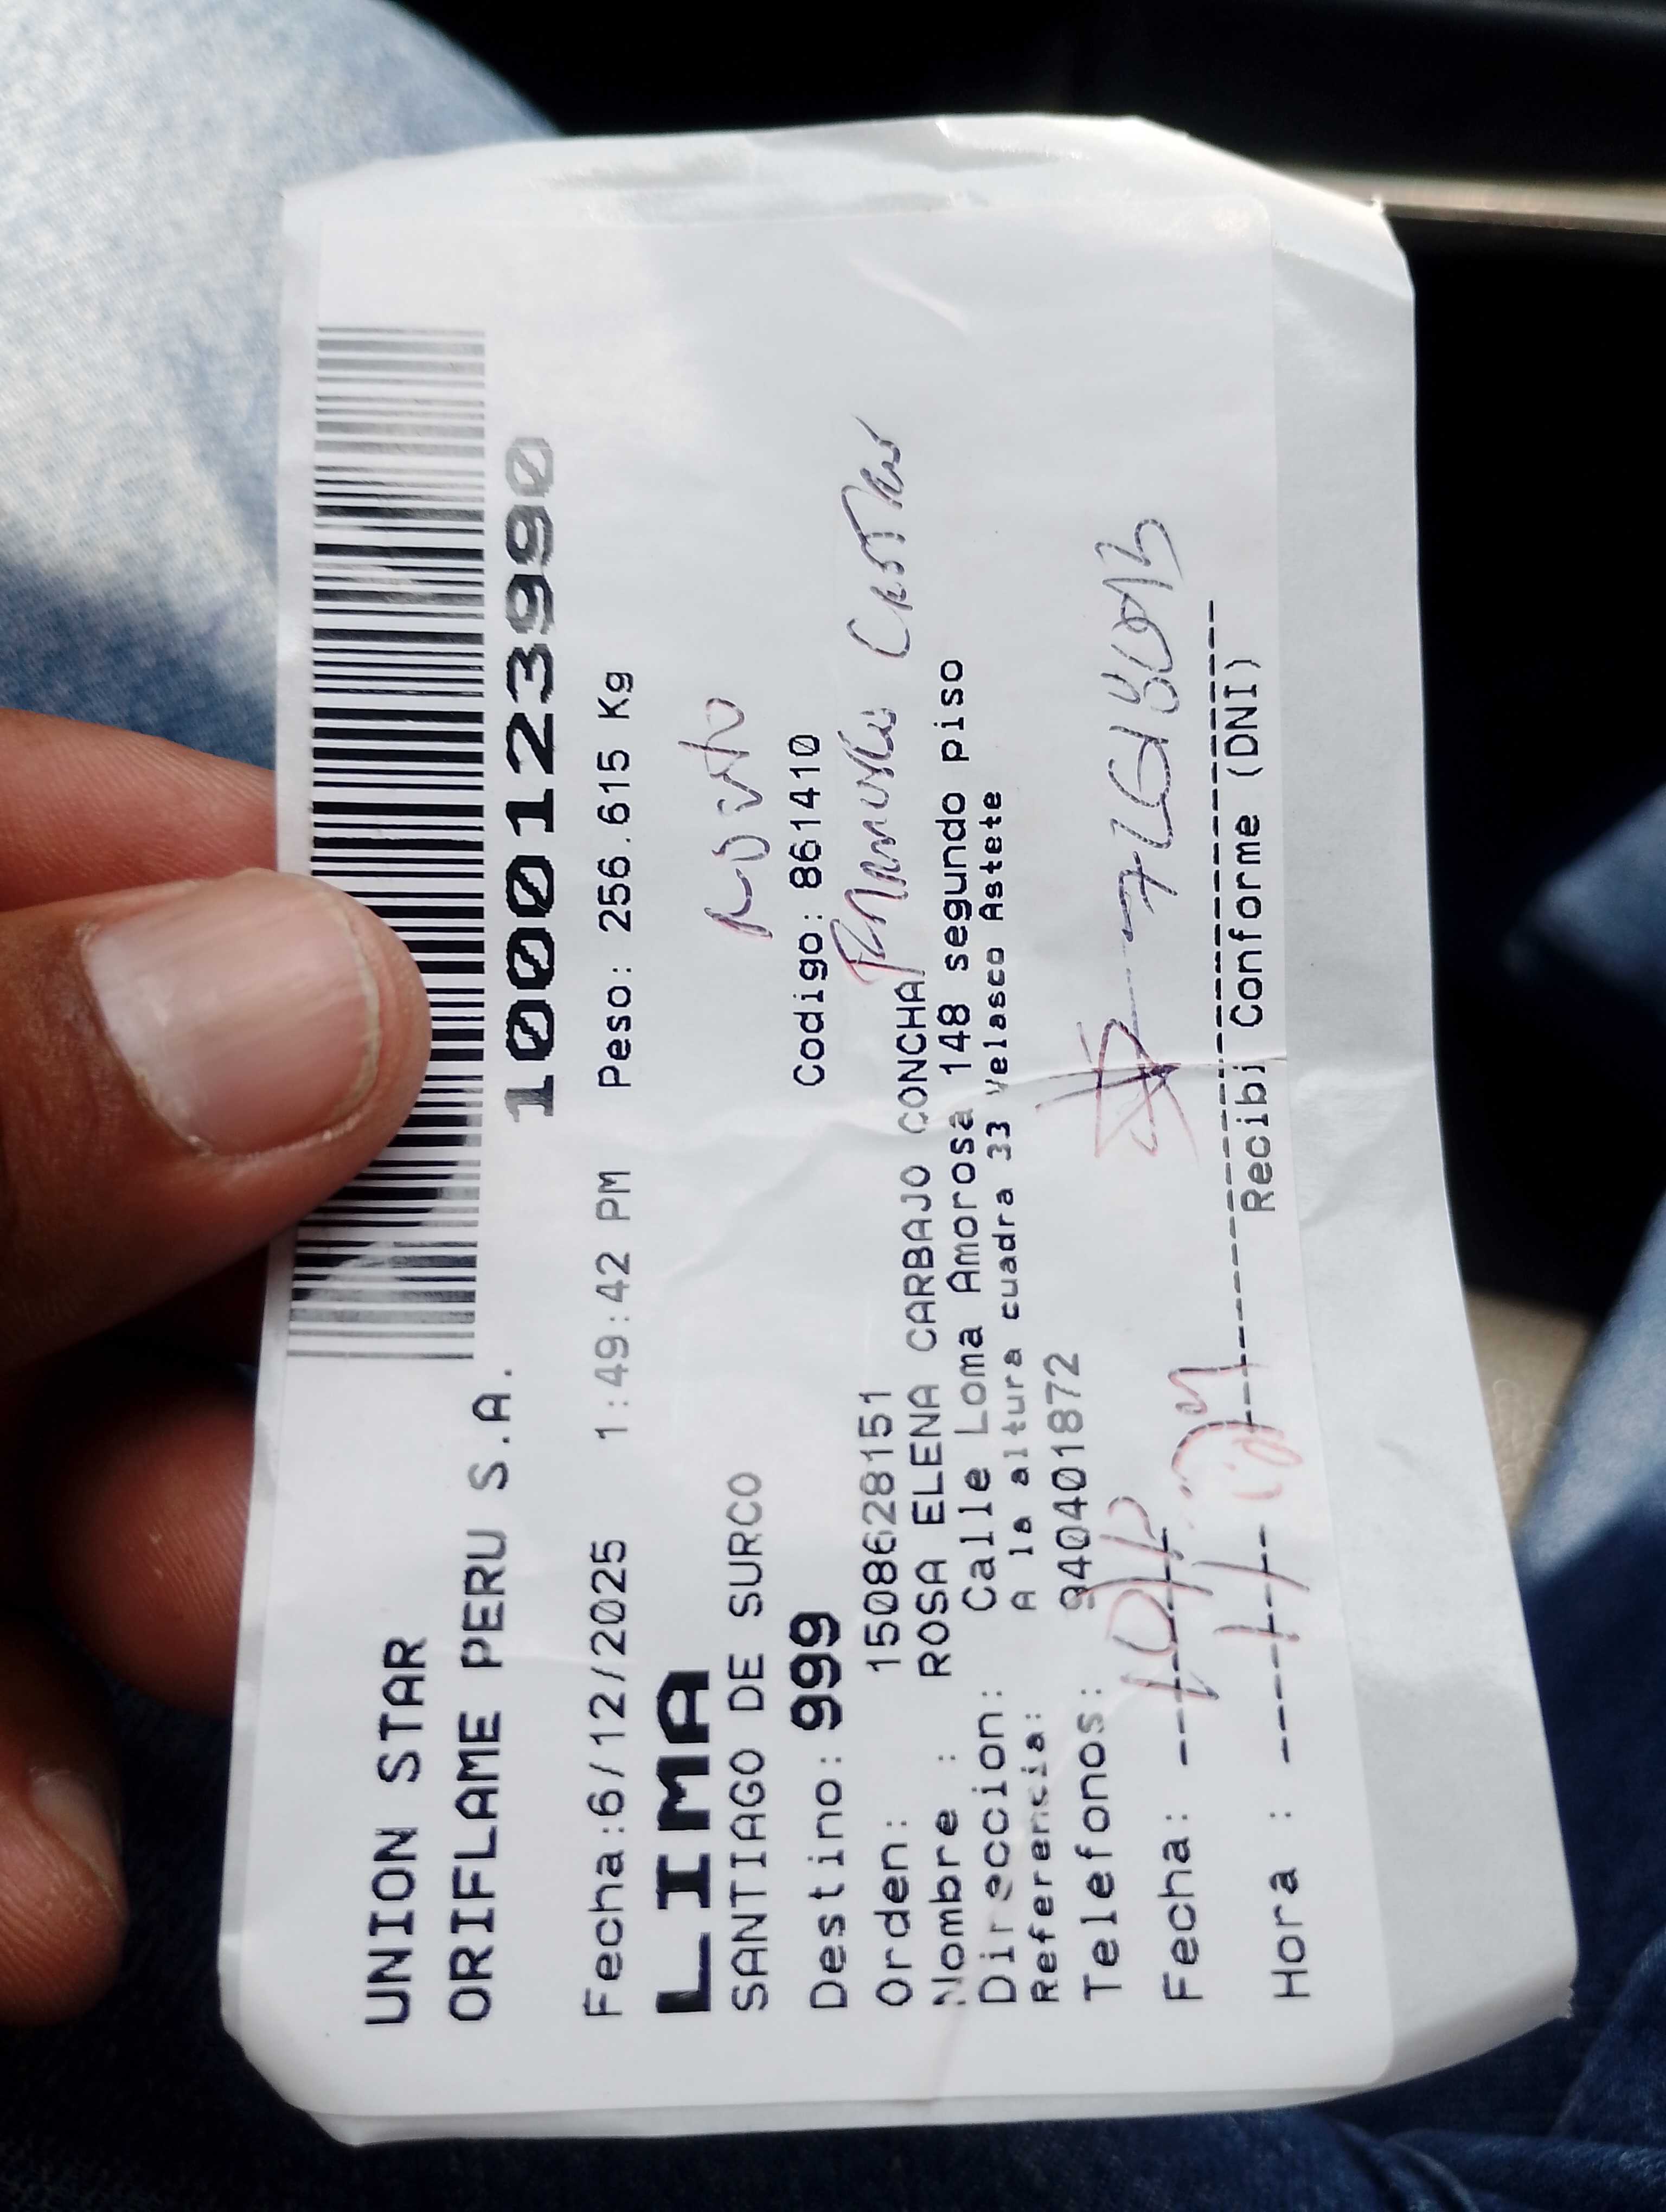 UNION STAR
ORIFLAME PERU S.A.
10001239990
Fecha:6/12/2025 1:49:42 PM Peso: 256.615 Kg
LIMA
SANTIAGO DE SURCO
Destino: 999 Codigo: 861410
Orden: 1508628151
Nombre : ROSA ELENA CARBAJO CONCHA
Direccion: Calle Loma Amorosa 148 segundo piso
Referencia: A la altura cuadra 33 Velasco Astete
Telefonos: 940401872
Fecha:
Hora :
Recibi Conforme (DNI)